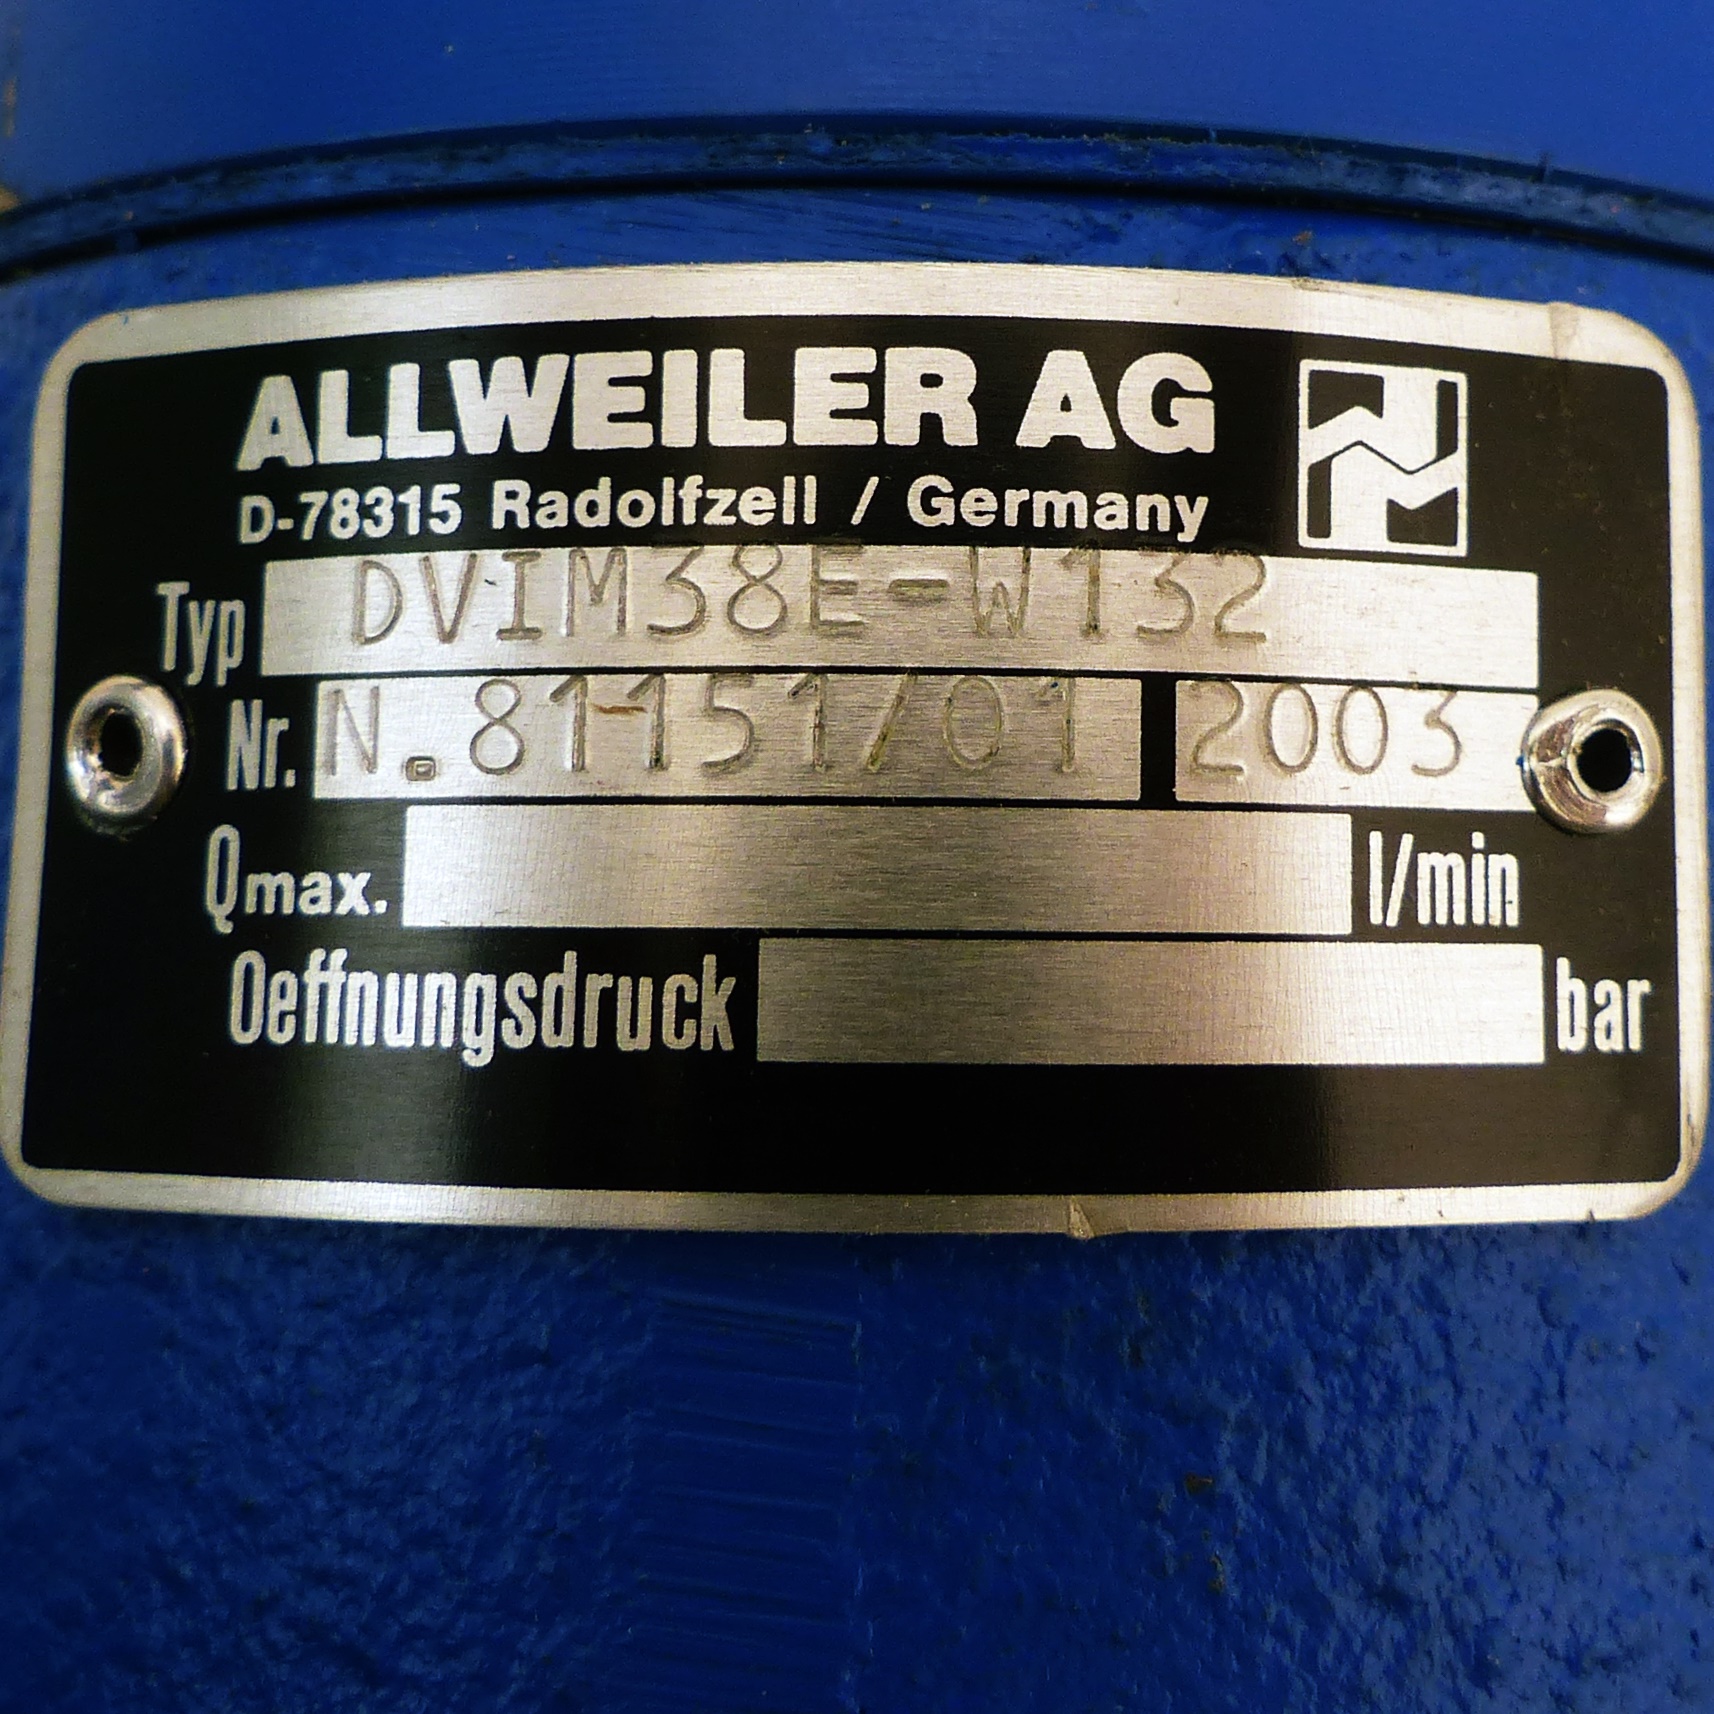 ALLWEILER AG
D-78315 Radolfzell / Germany
Typ DVIM38E-W132
Nr. N.81151/01 2003
Qmax. l/min
Oeffnungsdruck bar